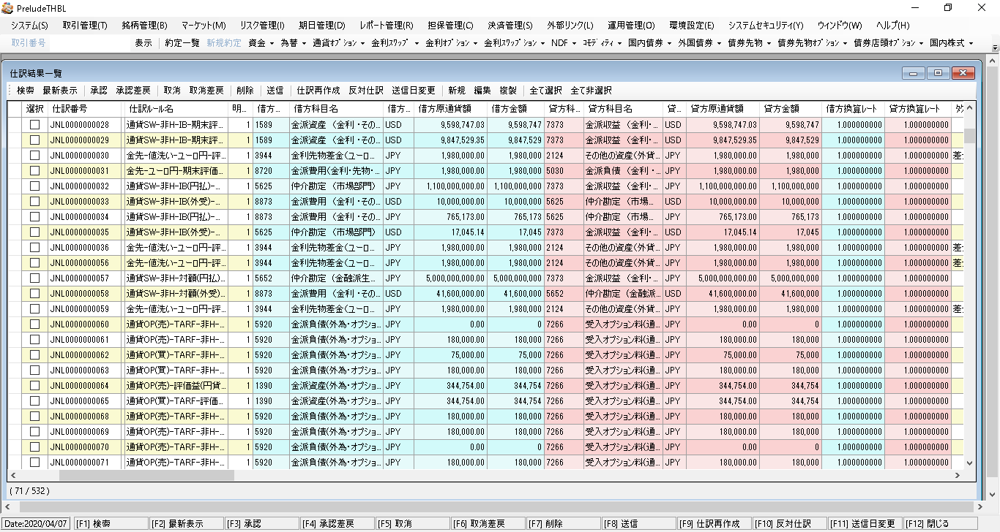 PreludeTHBL
システム(S) 取引管理(T) 銘柄管理(B) マーケット(M) リスク管理(I) 期日管理(D) レポート管理(R) 担保管理(C) 決済管理(S) 外部リンク(L) 運用管理(O) 環境設定(E) システムセキュリティ(Y) ウィンドウ(W) ヘルプ(H)
取引番号 表示 約定一覧 新規約定 資金 為替 通貨ｵﾌﾟｼｮﾝ 金利ｽﾜｯﾌﾟ 金利ｵﾌﾟｼｮﾝ 金利ｽﾜｯﾌﾟｼｮﾝ NDF ｺﾓﾃﾞｨﾃｨ 国内債券 外国債券 債券先物 債券先物ｵﾌﾟｼｮﾝ 債券店頭ｵﾌﾟｼｮﾝ 国内株式
仕訳結果一覧
検索 最新表示 承認 承認差戻 取消 取消差戻 削除 送信 仕訳再作成 反対仕訳 送信日変更 新規 編集 複製 全て選択 全て非選択
選択 仕訳番号 仕訳ルール名 明... 借方... 借方科目名 借方... 借方原通貨額 借方金額 貸方科... 貸方科目名 貸... 貸方原通貨額 貸方金額 借方換算レート 貸方換算レート
JNL0000000028 通貨SW-非H-IB-期末評... 1 1589 金派資産（金利・その... USD 9,598,747.03 9,598,747 7373 金派収益（金利・... USD 9,598,747.03 9,598,747 1.000000000 1.000000000
JNL0000000029 通貨SW-非H-IB-期末評... 1 1589 金派資産（金利・その... USD 9,847,529.35 9,847,529 7373 金派収益（金利・... USD 9,847,529.35 9,847,529 1.000000000 1.000000000
JNL0000000030 金先-値洗い-ユーロ円-評... 1 3944 金利先物差金(ユーロ... JPY 1,980,000.00 1,980,000 2124 その他の資産(外貨... JPY 1,980,000.00 1,980,000 1.000000000 1.000000000 差
JNL0000000031 金先-ユーロ円-期末評価... 1 8720 金派費用(金利・先物・... JPY 1,980,000.00 1,980,000 5030 金派負債（金利・... JPY 1,980,000.00 1,980,000 1.000000000 1.000000000
JNL0000000032 通貨SW-非H-IB(円払)-... 1 5625 仲介勘定（市場部門） JPY 1,100,000,000.00 1,100,000,000 7373 金派収益（金利・... JPY 1,100,000,000.00 1,100,000,000 1.000000000 1.000000000
JNL0000000033 通貨SW-非H-IB(外受)-... 1 8873 金派費用（金利・その... USD 10,000,000.00 10,000,000 5625 仲介勘定（市場... USD 10,000,000.00 10,000,000 1.000000000 1.000000000
JNL0000000034 通貨SW-非H-IB(円払)-... 1 8873 金派費用（金利・その... JPY 765,173.00 765,173 5625 仲介勘定（市場... JPY 765,173.00 765,173 1.000000000 1.000000000
JNL0000000035 通貨SW-非H-IB(外受)-... 1 5625 仲介勘定（市場部門） USD 17,045.14 17,045 7373 金派収益（金利・... USD 17,045.14 17,045 1.000000000 1.000000000
JNL0000000036 金先-値洗い-ユーロ円-評... 1 3944 金利先物差金(ユーロ... JPY 1,980,000.00 1,980,000 2124 その他の資産(外貨... JPY 1,980,000.00 1,980,000 1.000000000 1.000000000 差
JNL0000000056 金先-値洗い-ユーロ円-評... 1 3944 金利先物差金(ユーロ... JPY 1,980,000.00 1,980,000 2124 その他の資産(外貨... JPY 1,980,000.00 1,980,000 1.000000000 1.000000000 差
JNL0000000057 通貨SW-非H-対顧(円払)... 1 5652 仲介勘定（金融派生... JPY 5,000,000,000.00 5,000,000,000 7373 金派収益（金利・... JPY 5,000,000,000.00 5,000,000,000 1.000000000 1.000000000
JNL0000000058 通貨SW-非H-対顧(外受)... 1 8873 金派費用（金利・その... USD 41,600,000.00 41,600,000 5652 仲介勘定（金融派... USD 41,600,000.00 41,600,000 1.000000000 1.000000000
JNL0000000059 金先-値洗い-ユーロ円-評... 1 3944 金利先物差金(ユーロ... JPY 1,980,000.00 1,980,000 2124 その他の資産(外貨... JPY 1,980,000.00 1,980,000 1.000000000 1.000000000 差
JNL0000000060 通貨OP(売)-TARF-非H-... 1 5920 金派負債(外為・オプショ... JPY 0.00 0 7266 受入オプション料(通... JPY 0.00 0 1.000000000 1.000000000
JNL0000000061 通貨OP(売)-TARF-非H-... 1 5920 金派負債(外為・オプショ... JPY 180,000.00 180,000 7266 受入オプション料(通... JPY 180,000.00 180,000 1.000000000 1.000000000
JNL0000000062 通貨OP(買)-TARF-非H-... 1 5920 金派負債(外為・オプショ... JPY 75,000.00 75,000 7266 受入オプション料(通... JPY 75,000.00 75,000 1.000000000 1.000000000
JNL0000000063 通貨OP(買)-TARF-非H-... 1 5920 金派負債(外為・オプショ... JPY 180,000.00 180,000 7266 受入オプション料(通... JPY 180,000.00 180,000 1.000000000 1.000000000
JNL0000000064 通貨OP(売)-評価益(円貨... 1 1390 金派資産(外為・オプショ... JPY 344,754.00 344,754 7266 受入オプション料(通... JPY 344,754.00 344,754 1.000000000 1.000000000
JNL0000000065 通貨OP(買)-TARF-評価... 1 1390 金派資産(外為・オプショ... JPY 344,754.00 344,754 7266 受入オプション料(通... JPY 344,754.00 344,754 1.000000000 1.000000000
JNL0000000068 通貨OP(売)-TARF-非H-... 1 5920 金派負債(外為・オプショ... JPY 180,000.00 180,000 7266 受入オプション料(通... JPY 180,000.00 180,000 1.000000000 1.000000000
JNL0000000069 通貨OP(売)-TARF-非H-... 1 5920 金派負債(外為・オプショ... JPY 180,000.00 180,000 7266 受入オプション料(通... JPY 180,000.00 180,000 1.000000000 1.000000000
JNL0000000070 通貨OP(売)-TARF-非H-... 1 5920 金派負債(外為・オプショ... JPY 0.00 0 7266 受入オプション料(通... JPY 0.00 0 1.000000000 1.000000000
JNL0000000071 通貨OP(売)-TARF-非H-... 1 5920 金派負債(外為・オプショ... JPY 180,000.00 180,000 7266 受入オプション料(通... JPY 180,000.00 180,000 1.000000000 1.000000000
( 71 / 532 )
Date:2020/04/07 [F1] 検索 [F2] 最新表示 [F3] 承認 [F4] 承認差戻 [F5] 取消 [F6] 取消差戻 [F7] 削除 [F8] 送信 [F9] 仕訳再作成 [F10] 反対仕訳 [F11] 送信日変更 [F12] 閉じる